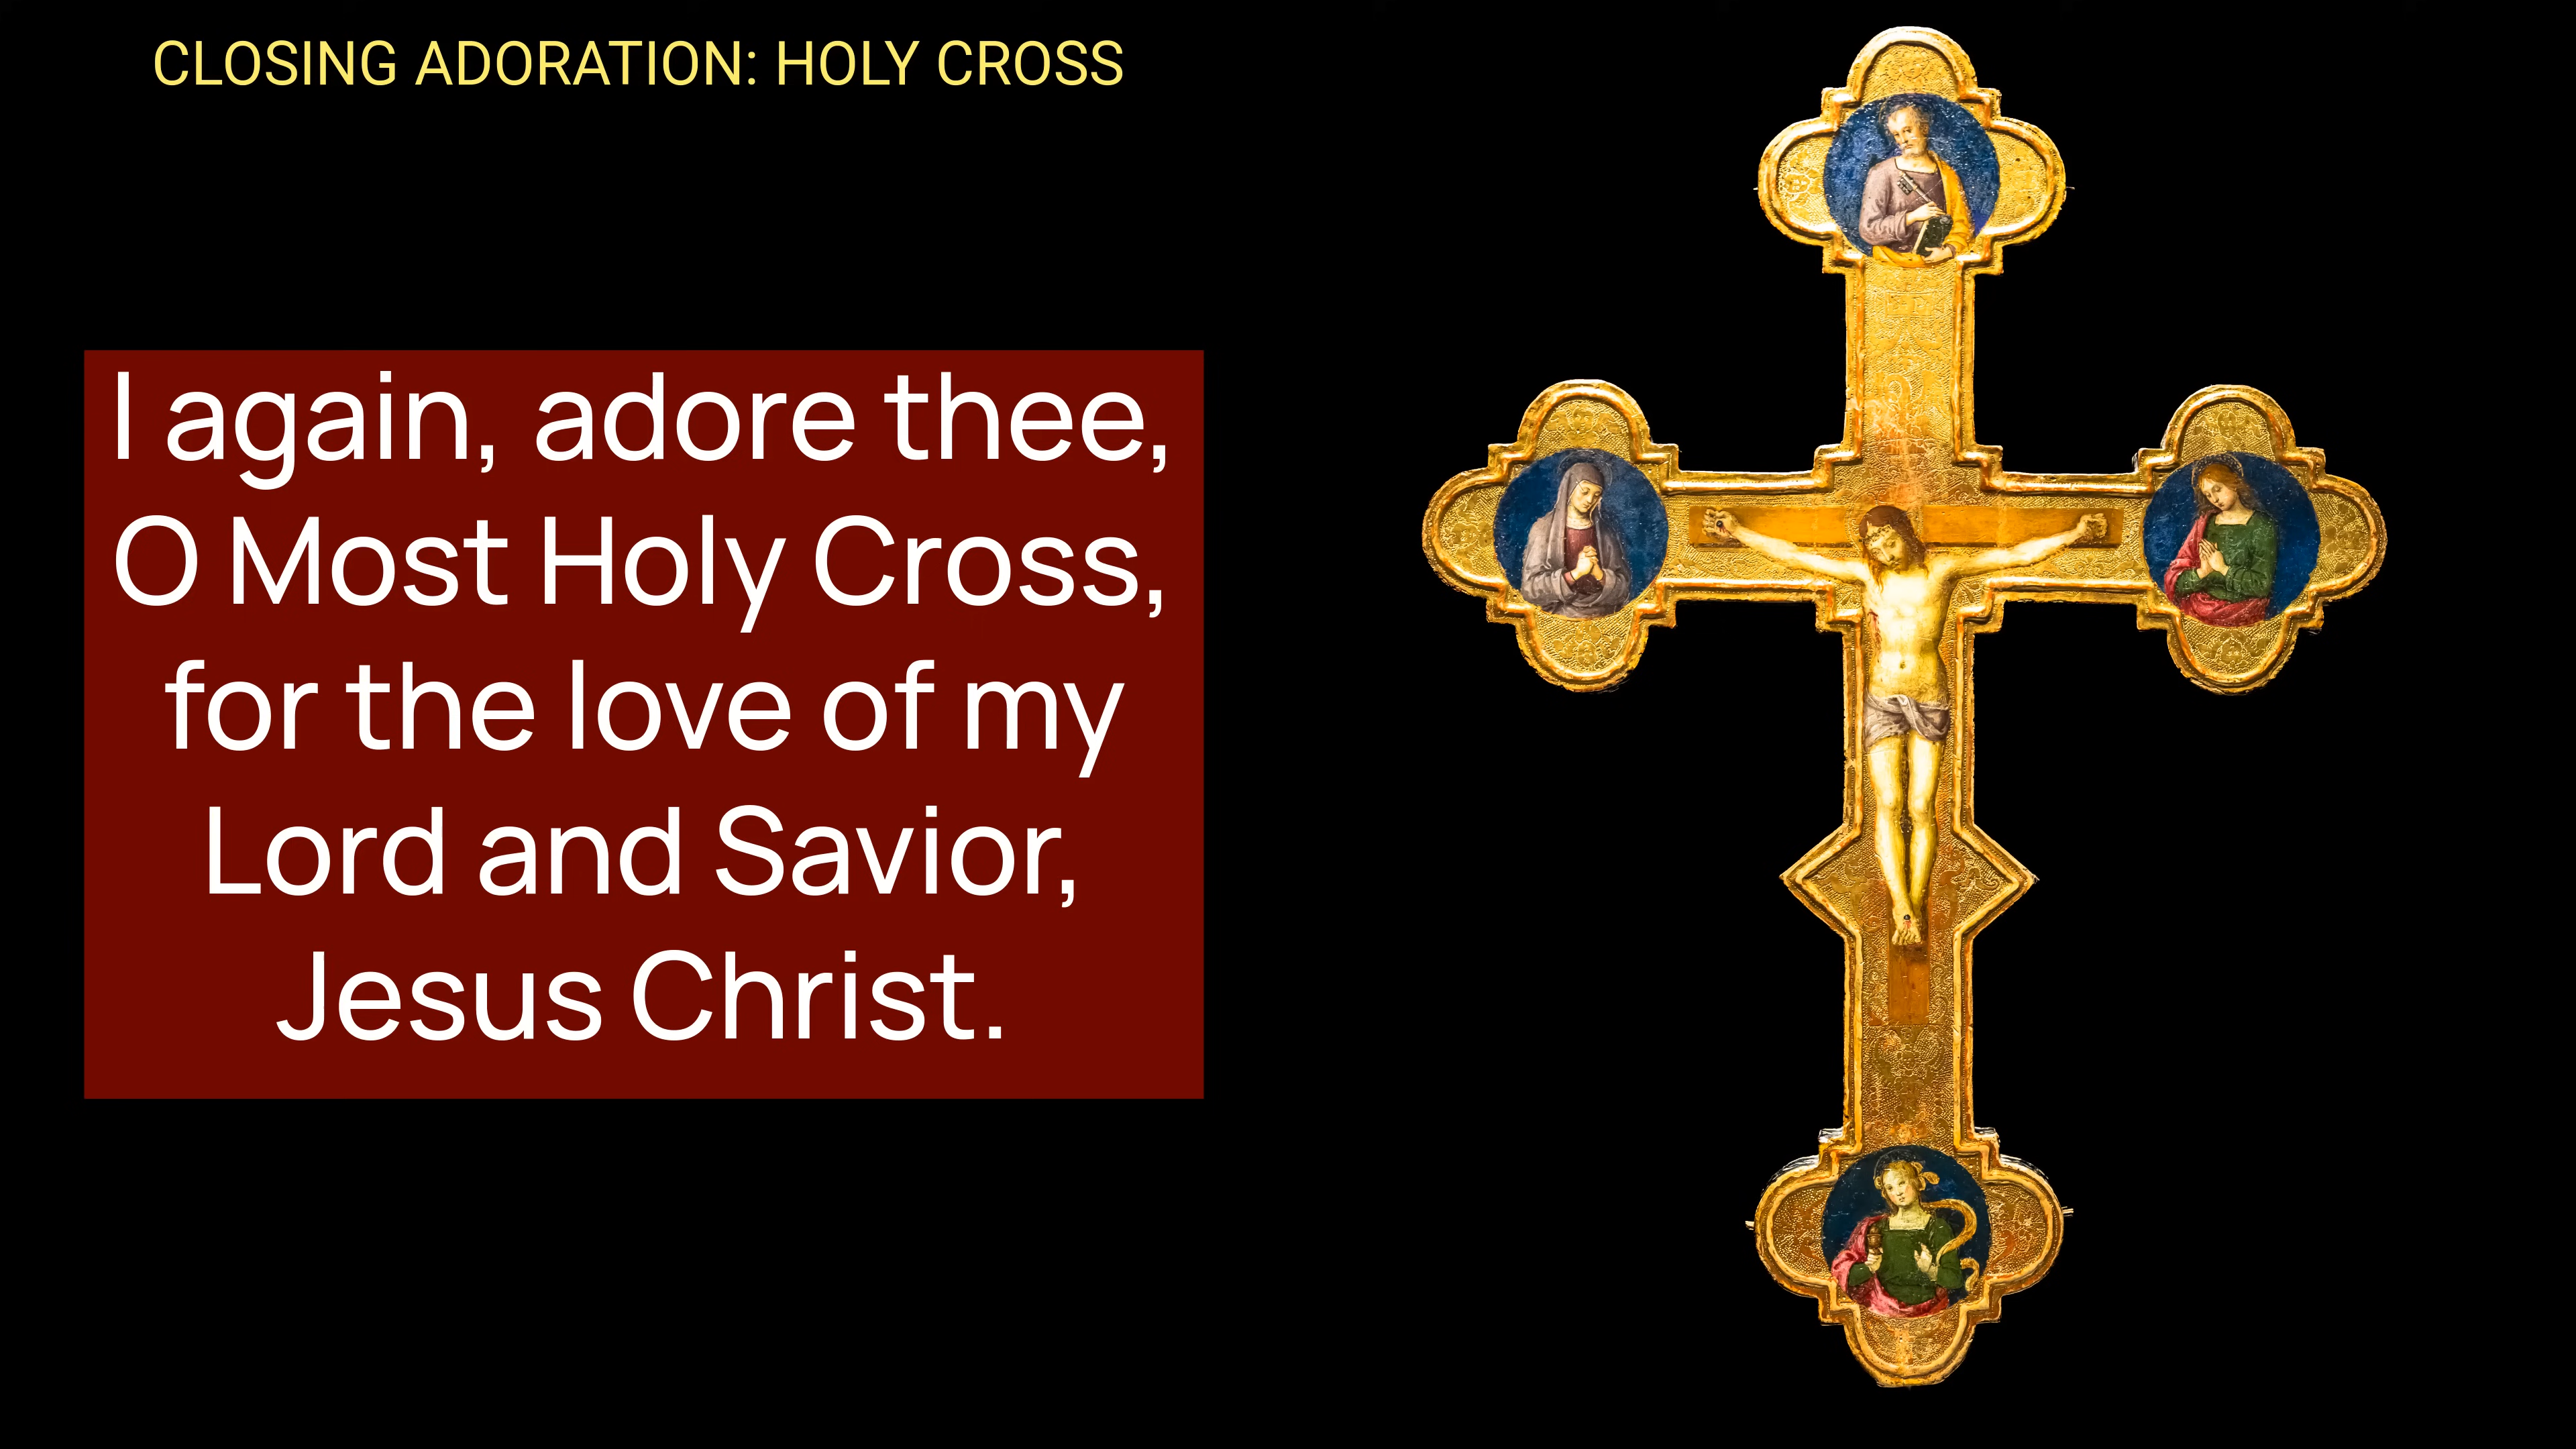 CLOSING ADORATION: HOLY CROSS
I again, adore thee,
O Most Holy Cross,
for the love of my
Lord and Savior,
Jesus Christ.